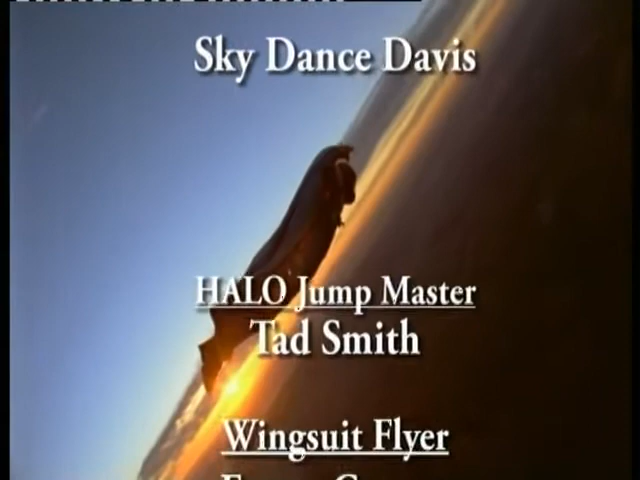 Sky Dance Davis
HALO Jump Master
Tad Smith
Wingsuit Flyer